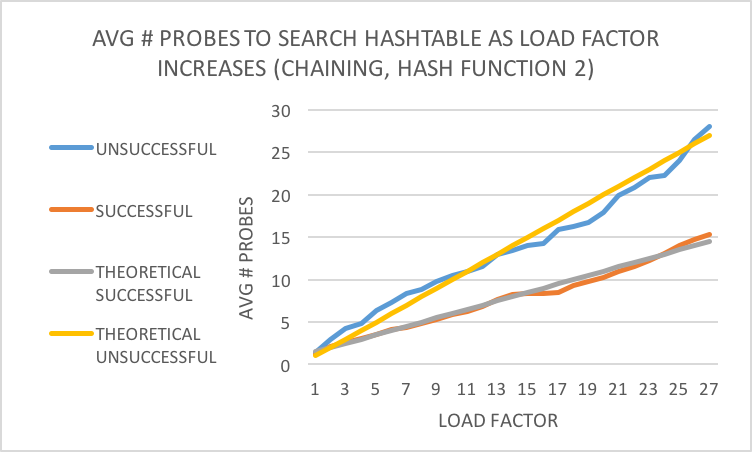 AVG # PROBES TO SEARCH HASHTABLE AS LOAD FACTOR
INCREASES (CHAINING, HASH FUNCTION 2)
UNSUCCESSFUL
SUCCESSFUL
THEORETICAL
SUCCESSFUL
THEORETICAL
UNSUCCESSFUL
AVG # PROBES
30
25
20
15
10
5
0
1 3 5 7 9 11 13 15 17 19 21 23 25 27
LOAD FACTOR